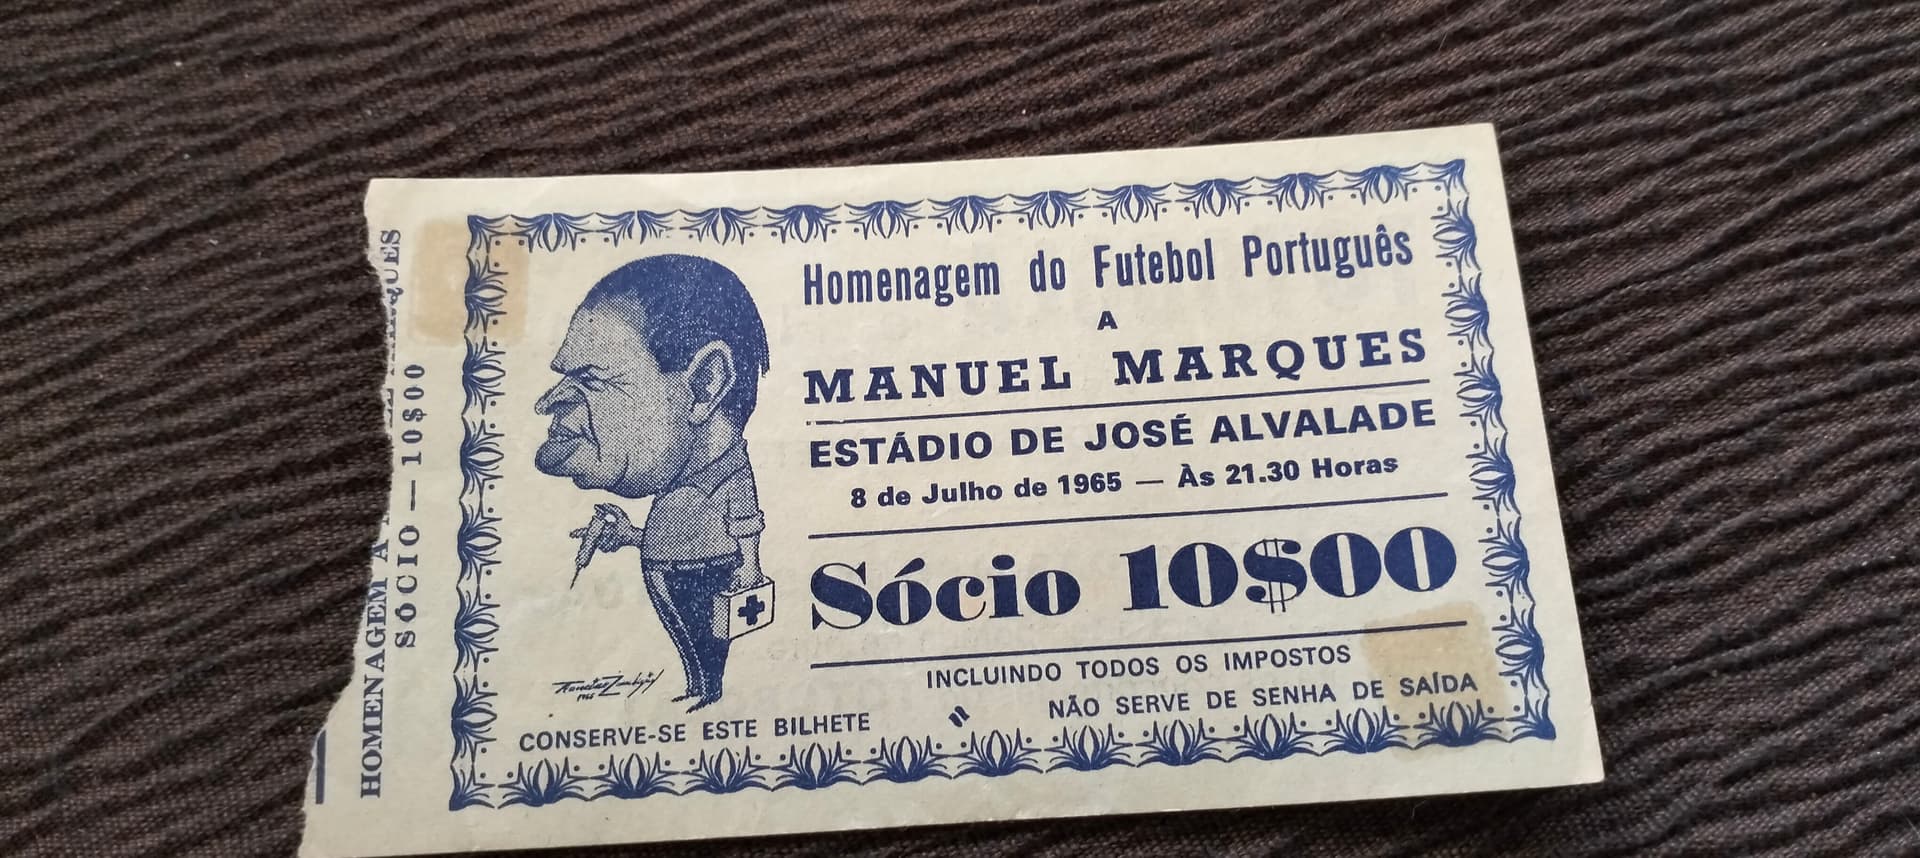 HOMENAGEM A
SÓCIO — 10$00
Homenagem do Futebol Português
A
MANUEL MARQUES
ESTÁDIO DE JOSÉ ALVALADE
8 de Julho de 1965 — Às 21.30 Horas
Sócio 10$00
INCLUINDO TODOS OS IMPOSTOS
CONSERVE-SE ESTE BILHETE
NÃO SERVE DE SENHA DE SAÍDA